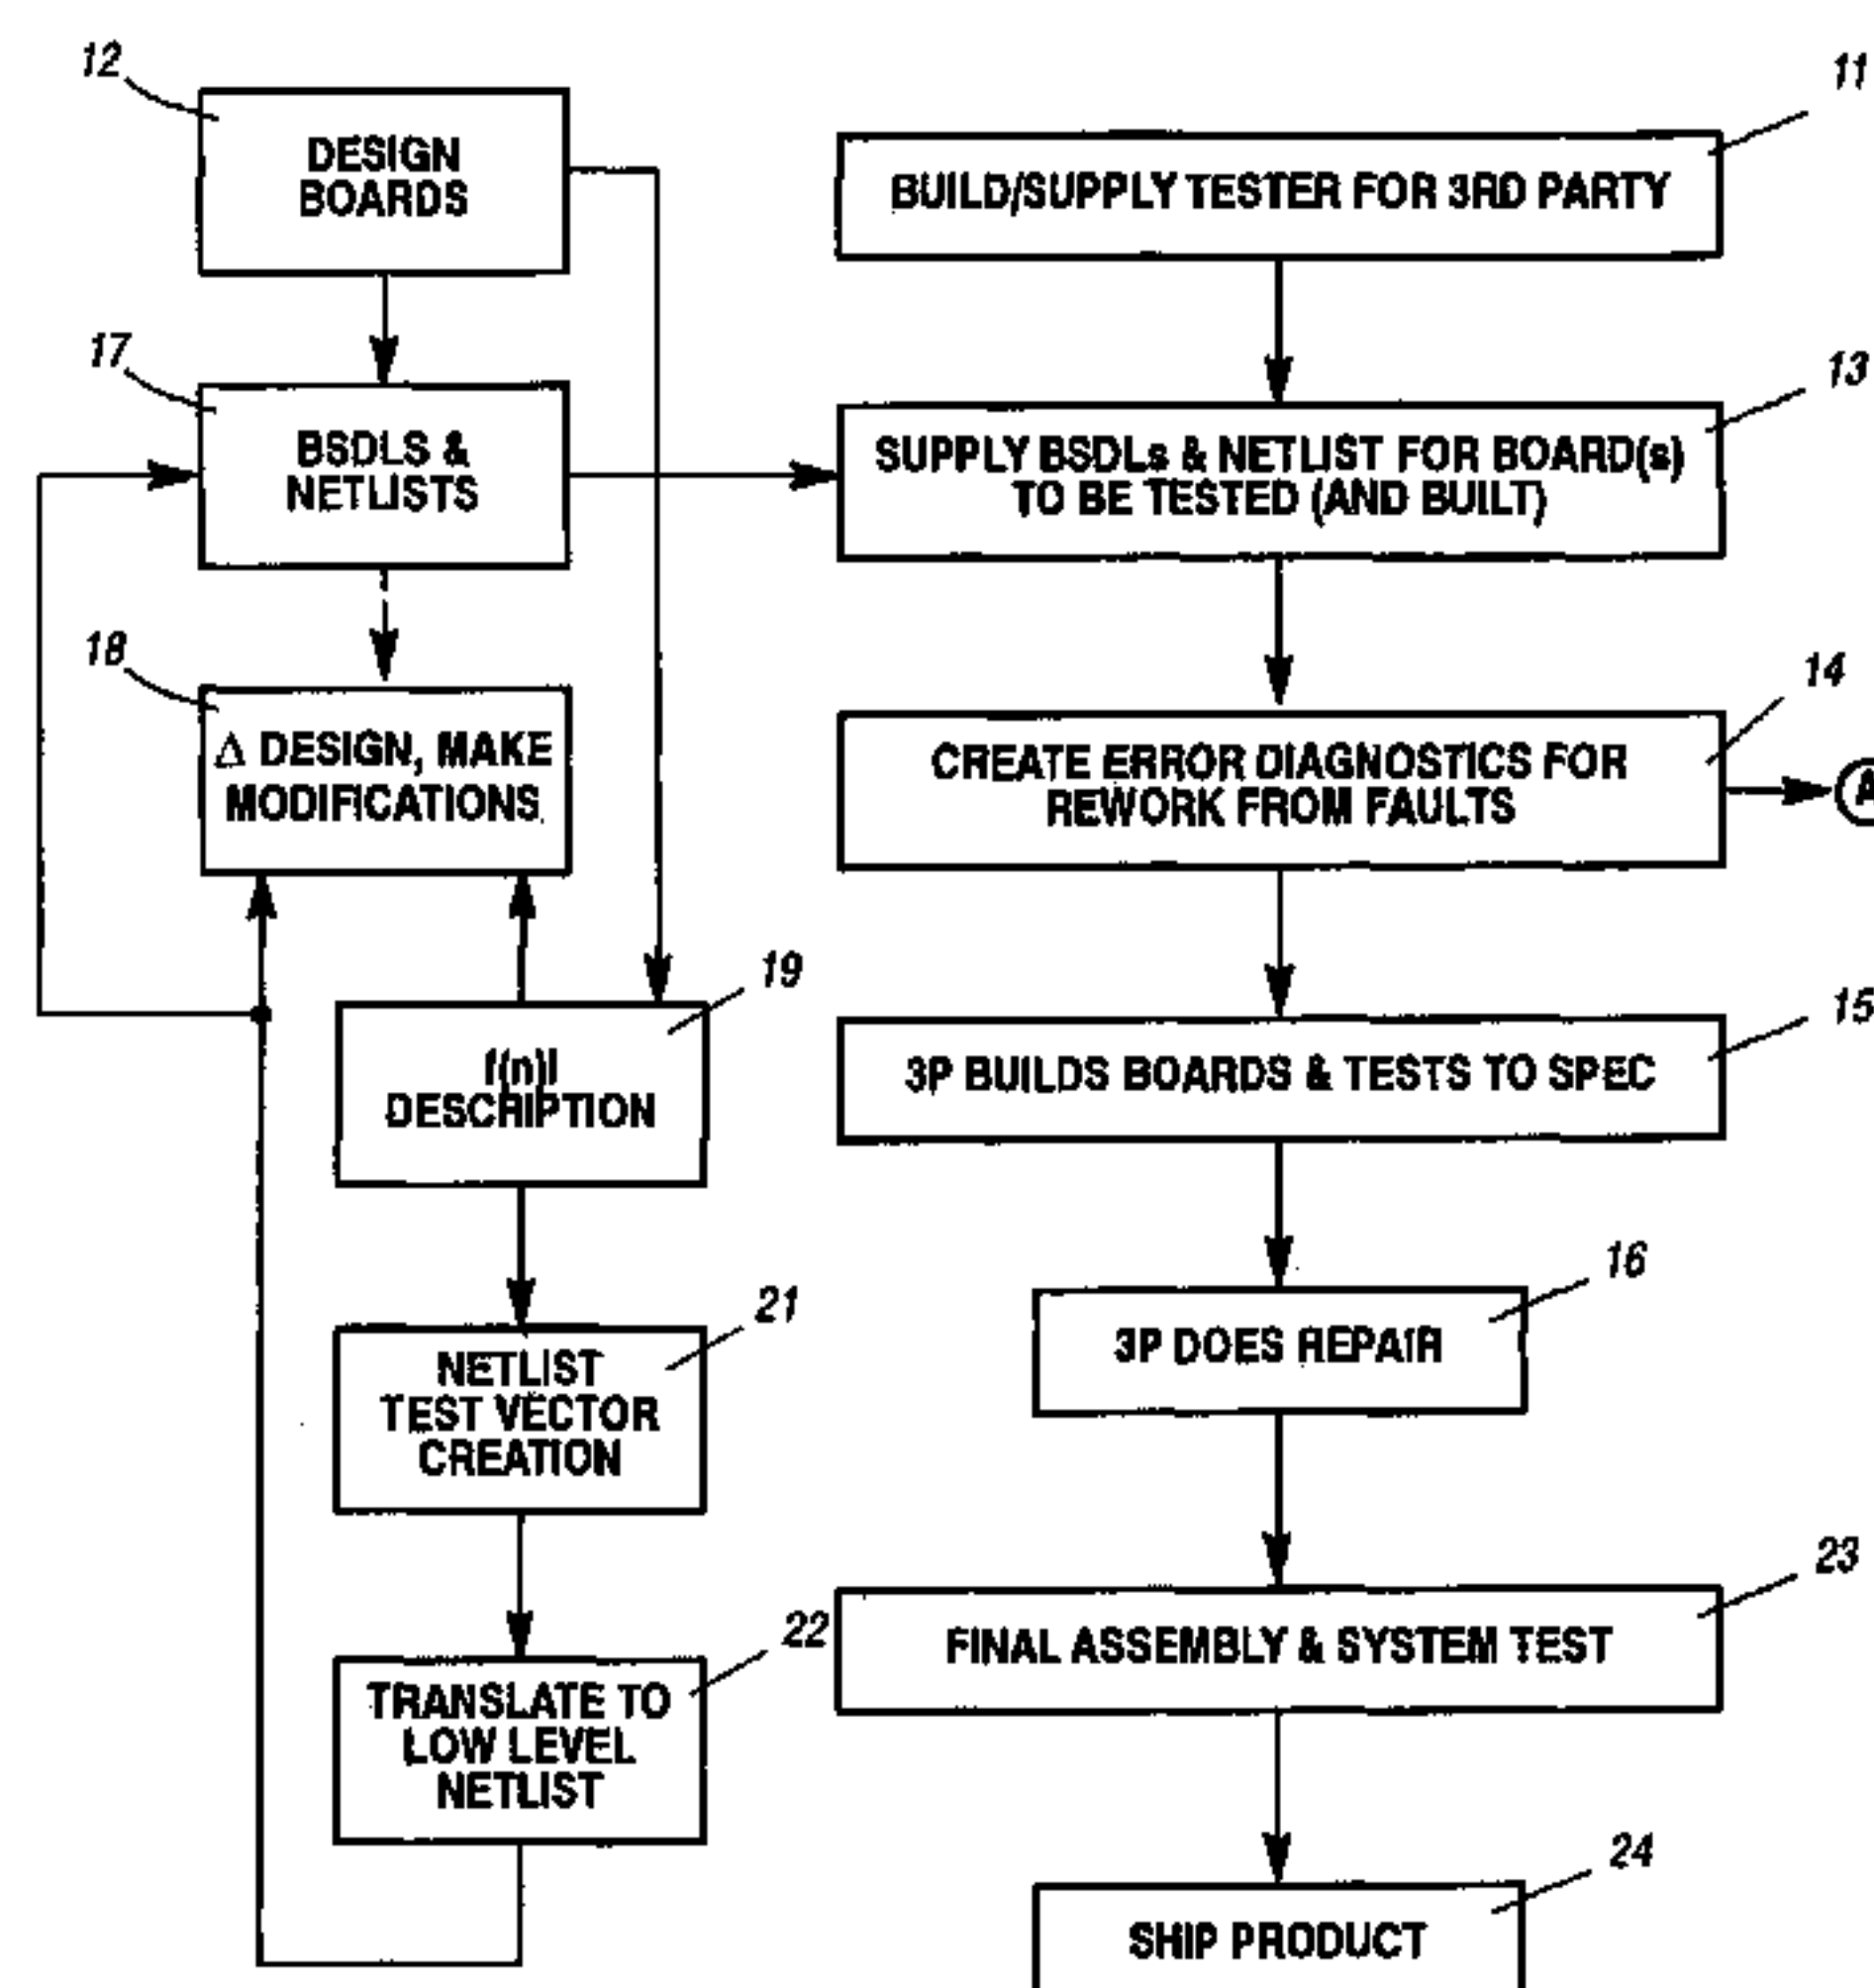 12
DESIGN
BOARDS
11
BUILD/SUPPLY TESTER FOR 3RD PARTY
17
BSDLS &
NETLISTS
13
SUPPLY BSDLs & NETLIST FOR BOARD(s)
TO BE TESTED (AND BUILT)
18
Δ DESIGN, MAKE
MODIFICATIONS
14
CREATE ERROR DIAGNOSTICS FOR
REWORK FROM FAULTS
A
19
f(n)l
DESCRIPTION
15
3P BUILDS BOARDS & TESTS TO SPEC
21
NETLIST
TEST VECTOR
CREATION
16
3P DOES REPAIR
22
TRANSLATE TO
LOW LEVEL
NETLIST
23
FINAL ASSEMBLY & SYSTEM TEST
24
SHIP PRODUCT